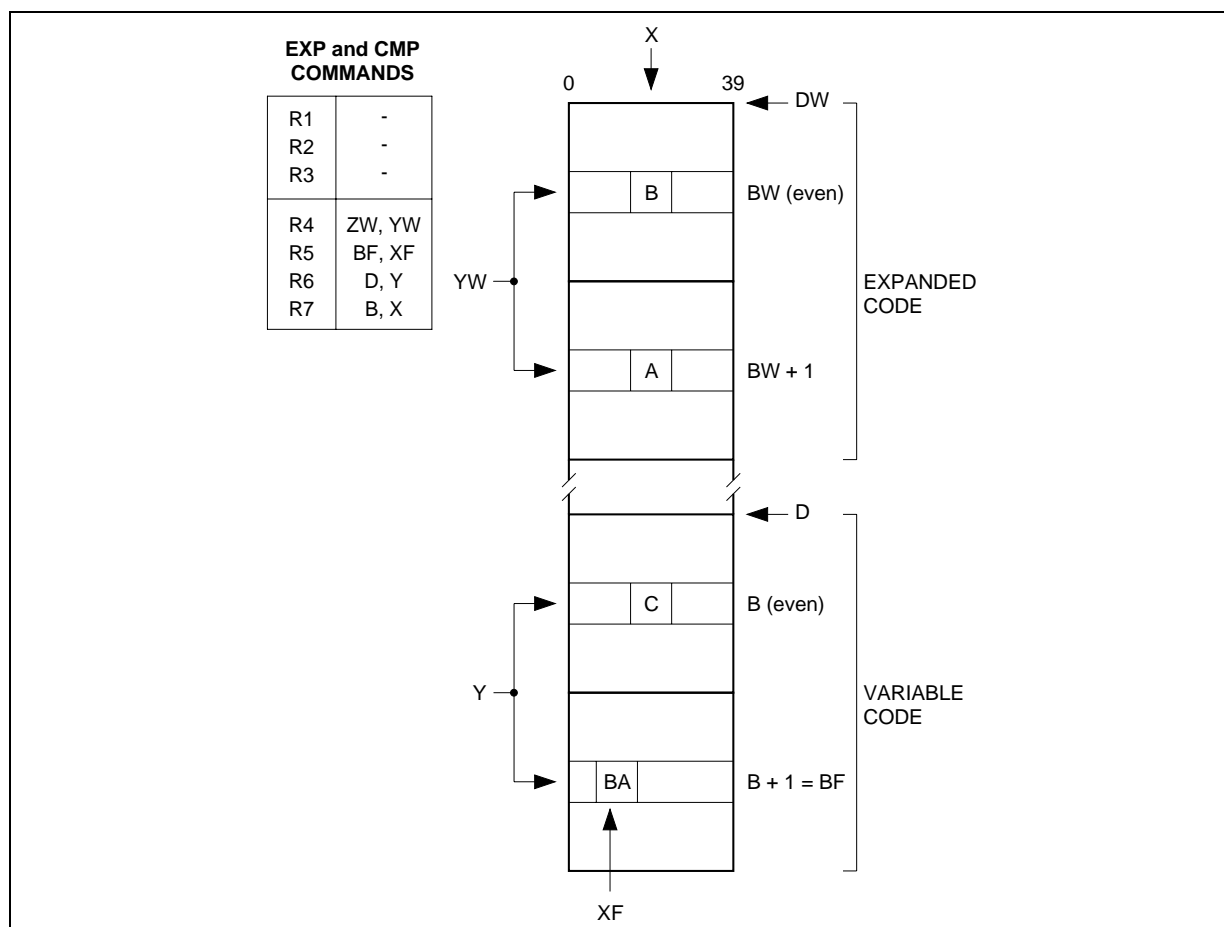 EXP and CMP
COMMANDS
R1 -
R2 -
R3 -
R4 ZW, YW
R5 BF, XF
R6 D, Y
R7 B, X
X
0 39
DW
B BW (even)
YW
EXPANDED
CODE
A BW + 1
D
C B (even)
Y
VARIABLE
CODE
BA B + 1 = BF
XF